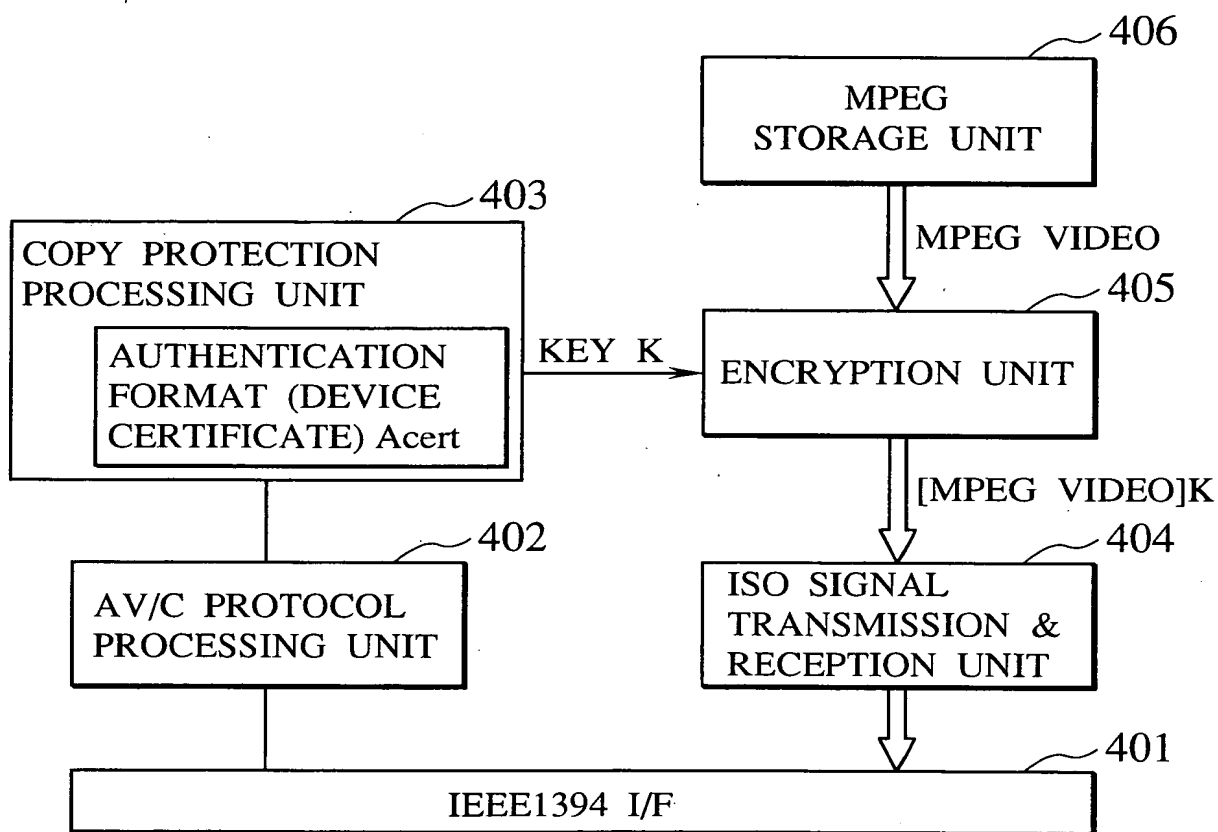 406
MPEG
STORAGE UNIT
403
COPY PROTECTION
PROCESSING UNIT
MPEG VIDEO
405
AUTHENTICATION
FORMAT (DEVICE
CERTIFICATE) Acert
KEY K
ENCRYPTION UNIT
[MPEG VIDEO]K
402
404
AV/C PROTOCOL
PROCESSING UNIT
ISO SIGNAL
TRANSMISSION &
RECEPTION UNIT
401
IEEE1394 I/F